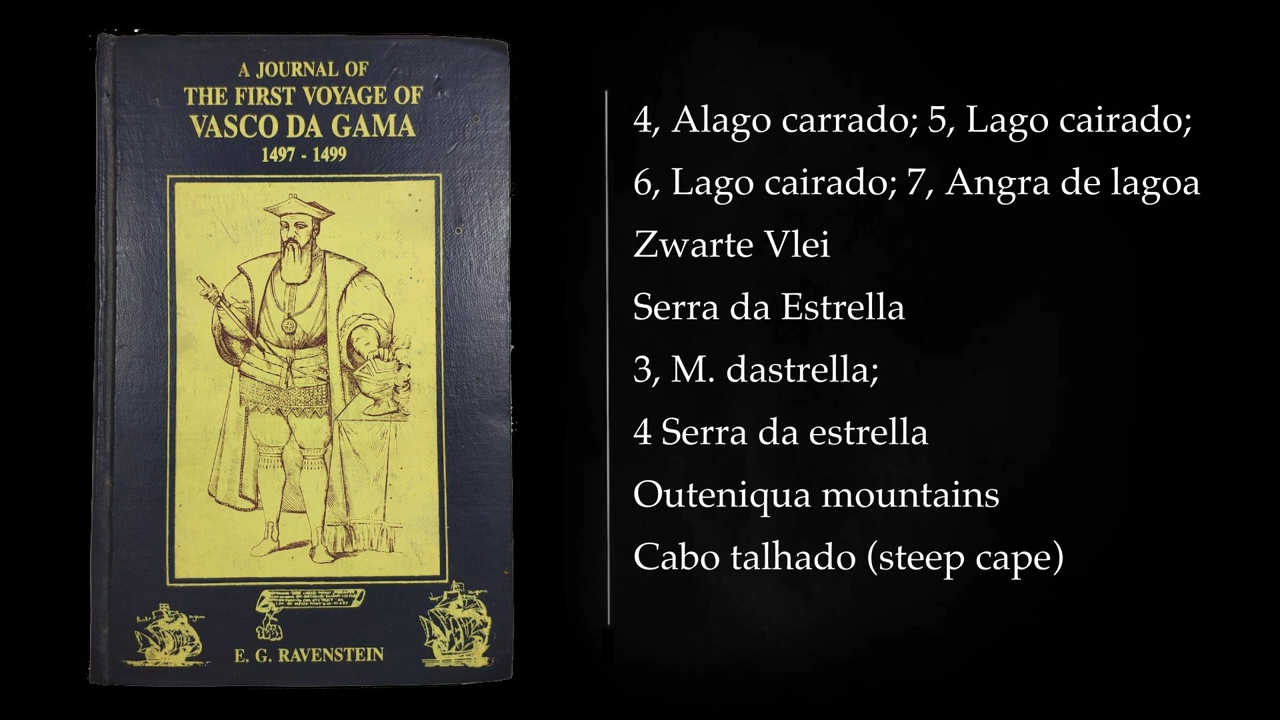 A JOURNAL OF
THE FIRST VOYAGE OF
VASCO DA GAMA
1497 - 1499
E. G. RAVENSTEIN
4, Alago carrado; 5, Lago cairado;
6, Lago cairado; 7, Angra de lagoa
Zwarte Vlei
Serra da Estrella
3, M. dastrella;
4 Serra da estrella
Outeniqua mountains
Cabo talhado (steep cape)